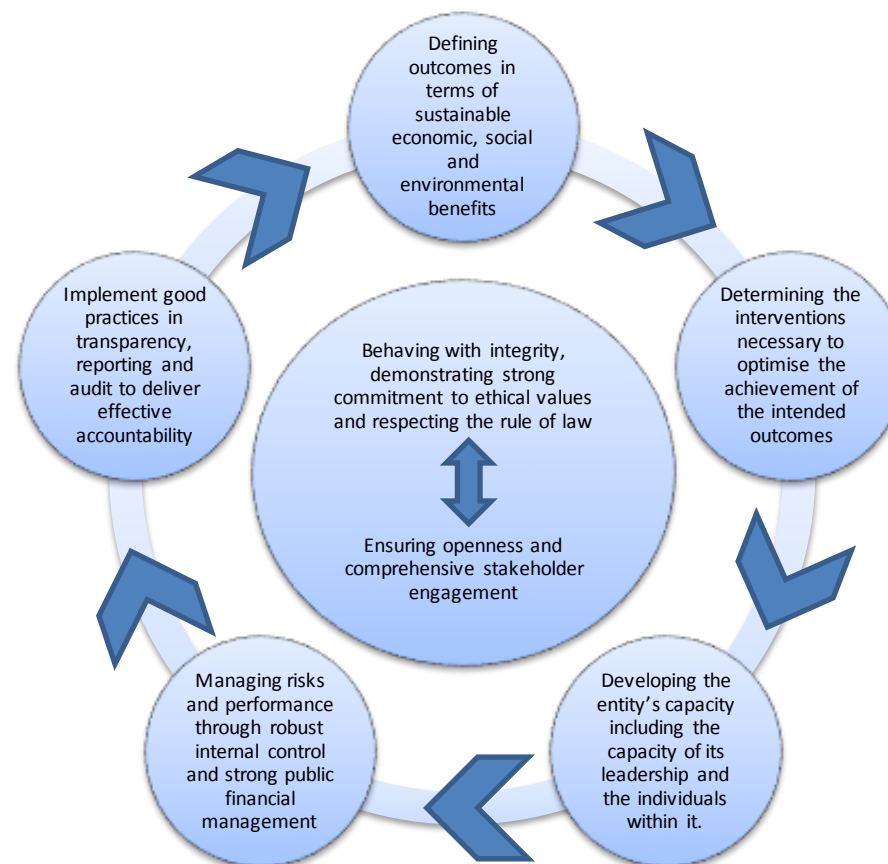 Defining
outcomes in
terms of
sustainable
economic, social
and
environmental
benefits
Implement good
practices in
transparency,
reporting and
audit to deliver
effective
accountability
Determining the
interventions
necessary to
optimise the
achievement of
the intended
outcomes
Behaving with integrity,
demonstrating strong
commitment to ethical values
and respecting the rule of law
Ensuring openness and
comprehensive stakeholder
engagement
Managing risks
and performance
through robust
internal control
and strong public
financial
management
Developing the
entity’s capacity
including the
capacity of its
leadership and
the individuals
within it.